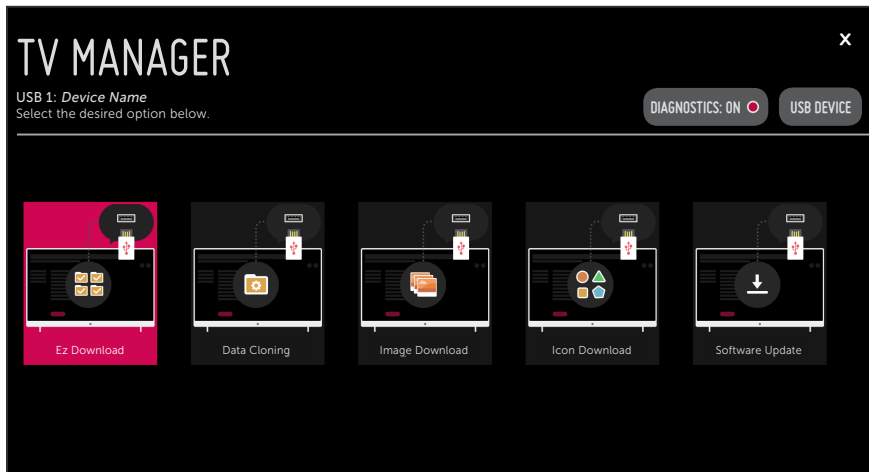 TV MANAGER
X
USB 1: Device Name
Select the desired option below.
DIAGNOSTICS: ON
USB DEVICE
Ez Download
Data Cloning
Image Download
Icon Download
Software Update